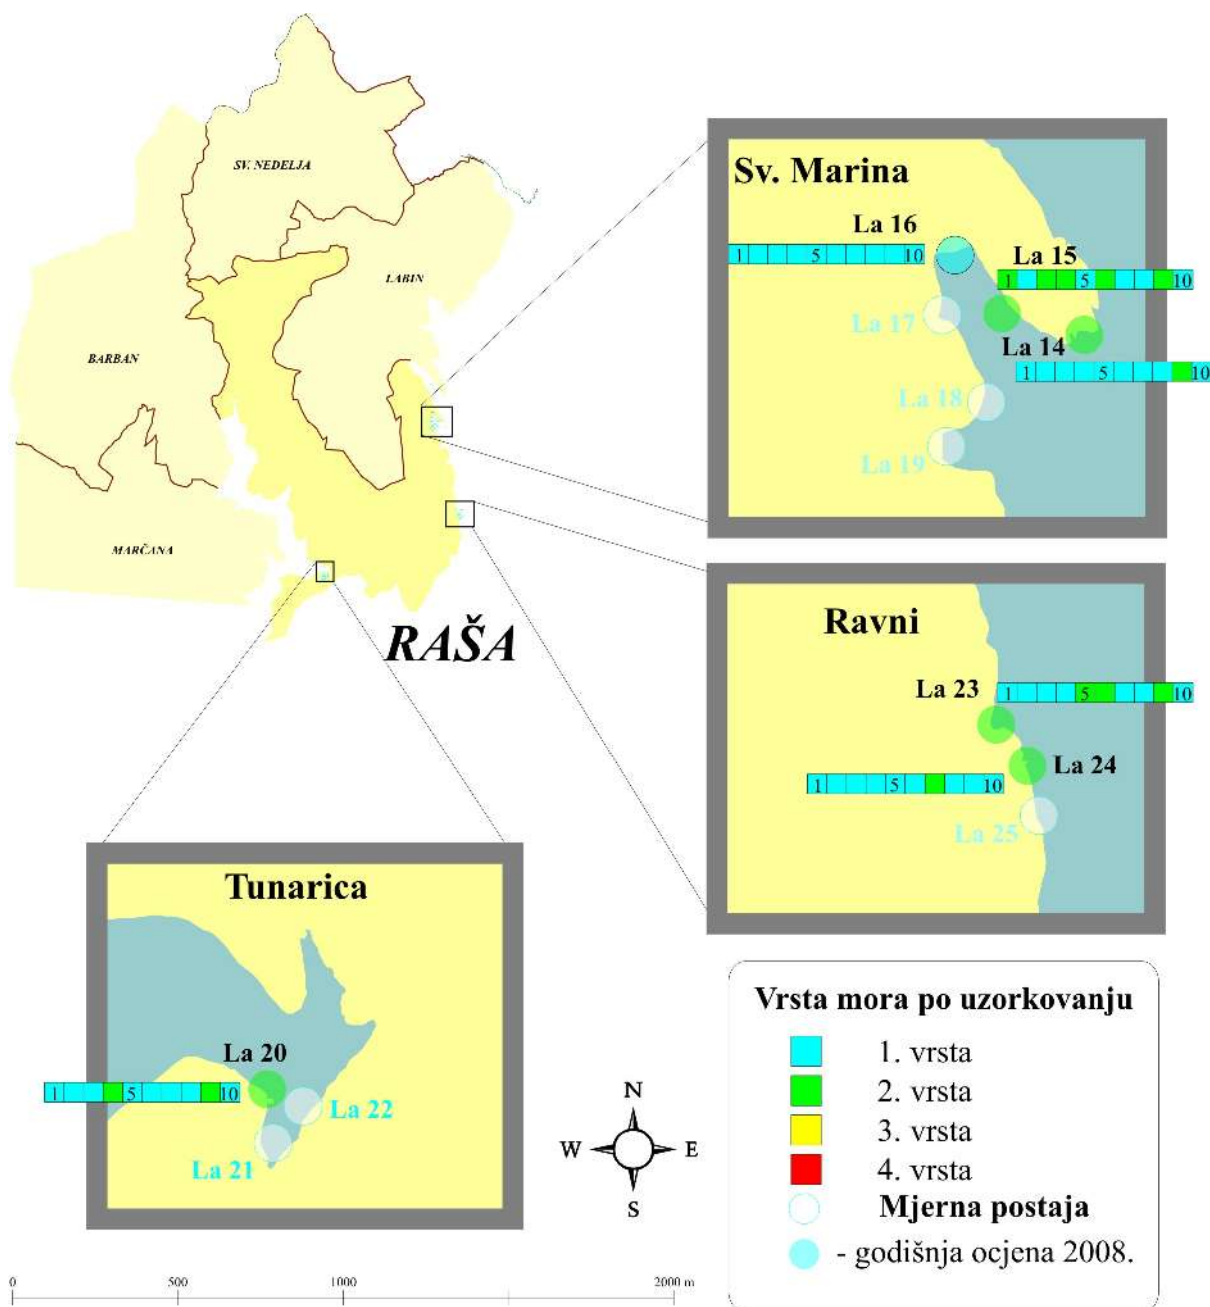 SV. NEDELJA
LABIN
BARBAN
MARČANA
RAŠA
Sv. Marina
La 16
1 5 10
La 15
1 5 10
La 17
La 14
1 5 10
La 18
La 19
Ravni
La 23
1 5 10
La 24
1 5 10
La 25
Tunarica
La 20
1 5 10
La 22
La 21
N
W E
S
Vrsta mora po uzorkovanju
1. vrsta
2. vrsta
3. vrsta
4. vrsta
Mjerna postaja
- godišnja ocjena 2008.
0 500 1000 2000 m